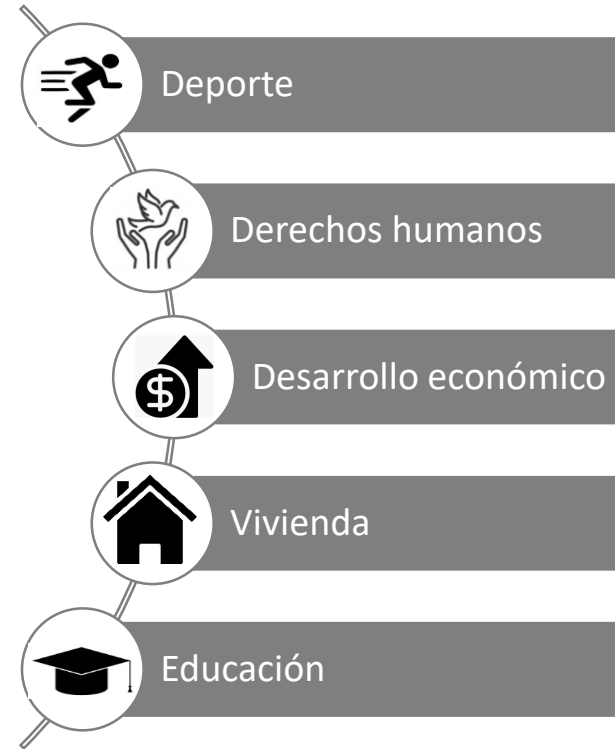 Deporte
Derechos humanos
$
Desarrollo económico
Vivienda
Educación